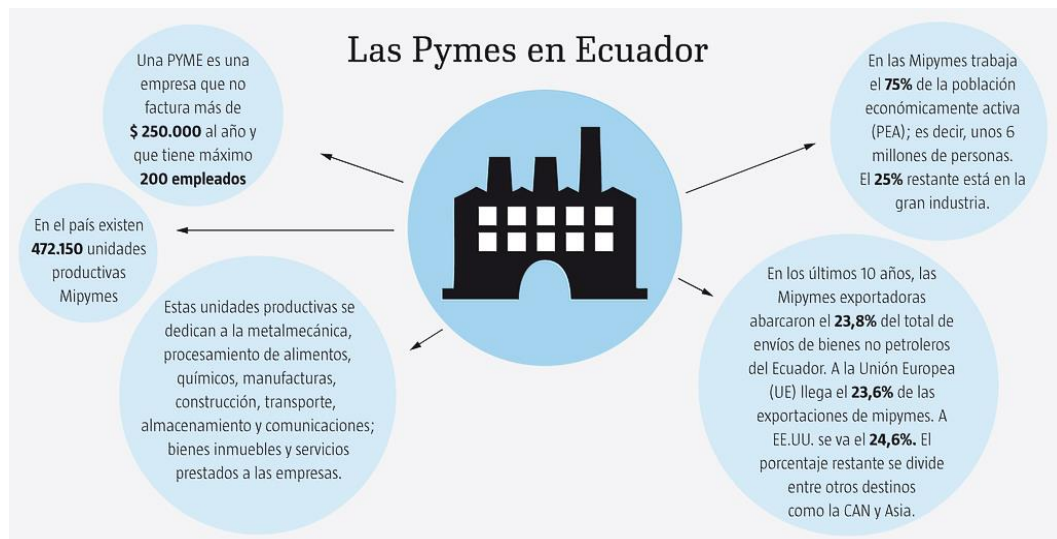 Las Pymes en Ecuador
Una PYME es una
empresa que no
factura más de
$ 250.000 al año y
que tiene máximo
200 empleados
En el país existen
472.150 unidades
productivas
Mipymes
Estas unidades productivas se
dedican a la metalmecánica,
procesamiento de alimentos,
químicos, manufacturas,
construcción, transporte,
almacenamiento y comunicaciones;
bienes inmuebles y servicios
prestados a las empresas.
En las Mipymes trabaja
el 75% de la población
económicamente activa
(PEA); es decir, unos 6
millones de personas.
El 25% restante está en la
gran industria.
En los últimos 10 años, las
Mipymes exportadoras
abarcaron el 23,8% del total de
envíos de bienes no petroleros
del Ecuador. A la Unión Europea
(UE) llega el 23,6% de las
exportaciones de mipymes. A
EE.UU. se va el 24,6%. El
porcentaje restante se divide
entre otros destinos
como la CAN y Asia.